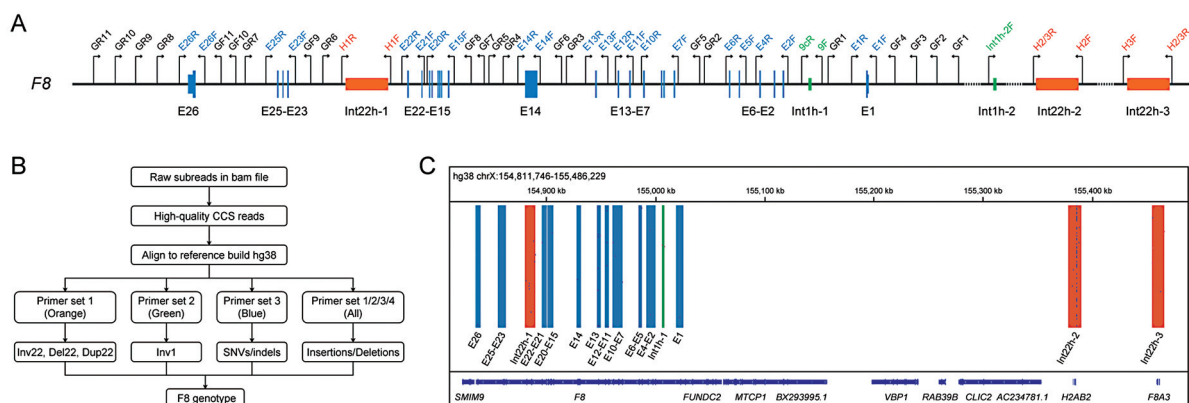 A
GR11 GR10 GR9 GR8 E26R E26F GF11 GF10 GR7 E25R E23F GF9 GR6 H1R H1F E22R E21F E20R E15F GF8 GF7 GR5 GR4 E14R E14F GF6 GR3 E13R E13F E12R E11F E10R E7F GF5 GR2 E6R E5F E4R E2F 9cR 9F GR1 E1R E1F GF4 GF3 GF2 GF1 Int1h-2F H2/3R H2F H3F H2/3R
F8
E26 E25-E23 Int22h-1 E22-E15 E14 E13-E7 E6-E2 Int1h-1 E1 Int1h-2 Int22h-2 Int22h-3
B
Raw subreads in bam file
High-quality CCS reads
Align to reference build hg38
Primer set 1 (Orange)
Primer set 2 (Green)
Primer set 3 (Blue)
Primer set 1/2/3/4 (All)
Inv22, Del22, Dup22
Inv1
SNVs/indels
Insertions/Deletions
F8 genotype
C
hg38 chrX:154,811,746-155,486,229
154,900 kb 155,000 kb 155,100 kb 155,200 kb 155,300 kb 155,400 kb
E26 E25-E23 Int22h-1 E22-E21 E20-E15 E14 E13 E12-E11 E10-E7 E6-E5 E4-E2 Int1h-1 E1 Int22h-2 Int22h-3
SMIM9 F8 FUNDC2 MTCP1 BX293995.1 VBP1 RAB39B CLIC2 AC234781.1 H2AB2 F8A3